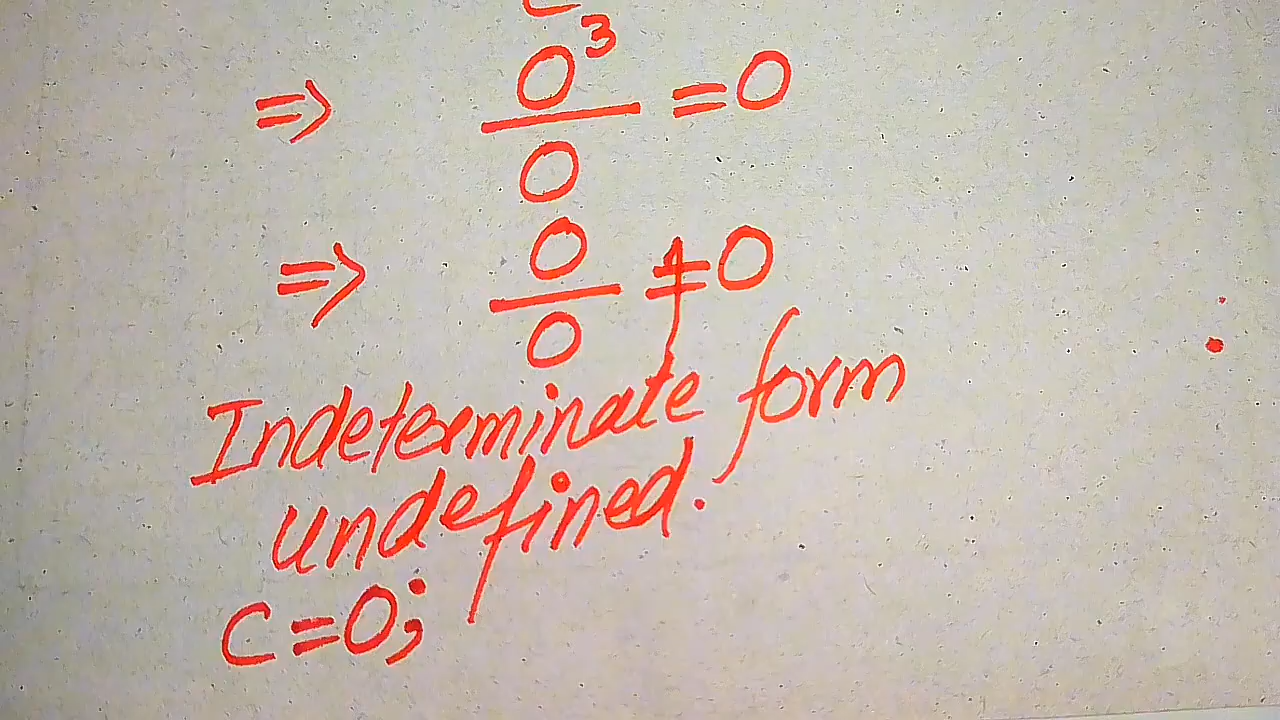 ⇒ 0³/0 = 0
⇒ 0/0 ≠ 0
Indeterminate form
undefined.
C=0;